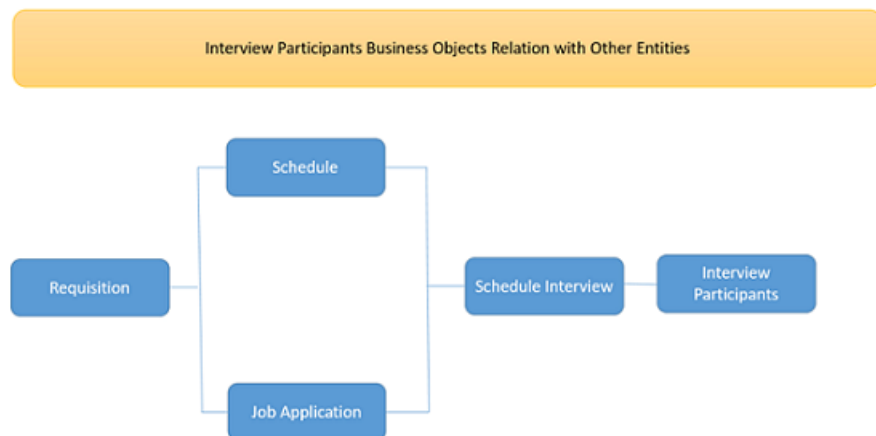 Interview Participants Business Objects Relation with Other Entities
Schedule
Requisition
Schedule Interview
Interview
Participants
Job Application